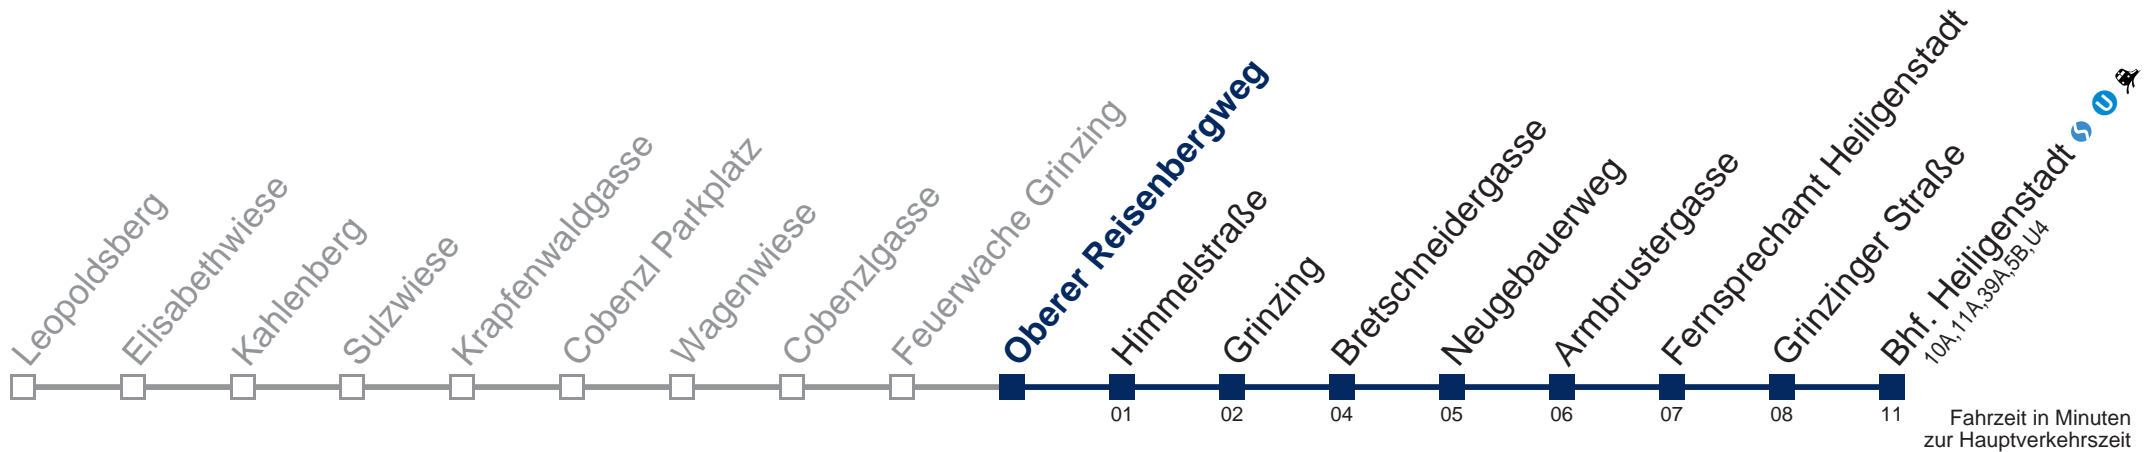 Leopoldsberg
Elisabethwiese
Kahlenberg
Sulzwiese
Krapfenwaldgasse
Cobenzl Parkplatz
Wagenwiese
Cobenzlgasse
Feuerwache Grinzing
Oberer Reisenbergweg
Himmelstraße
Grinzing
Bretschneidergasse
Neugebauerweg
Armbrustergasse
Fernsprechamt Heiligenstadt
Grinzinger Straße
Bhf. Heiligenstadt U
10A,11A,39A,5B,U4
01 02 04 05 06 07 08 11
Fahrzeit in Minuten
zur Hauptverkehrszeit